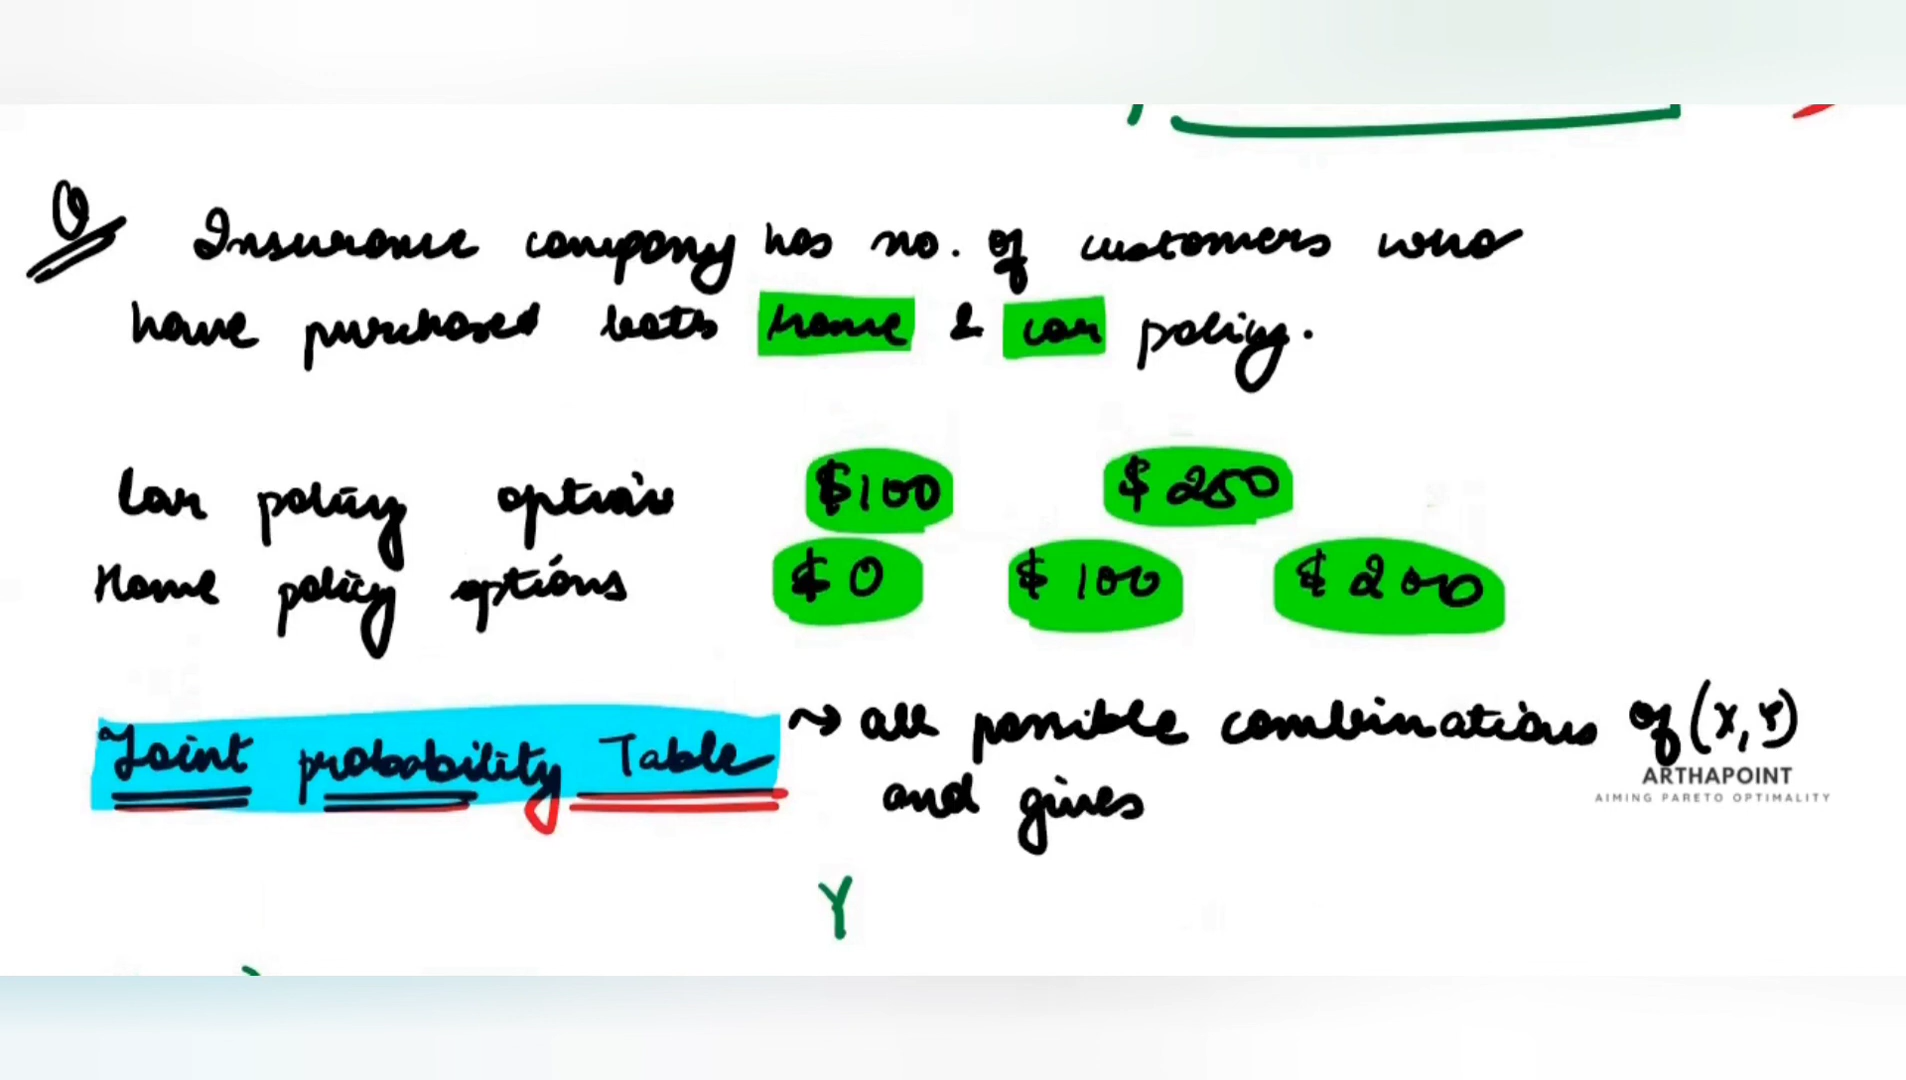 Q
Insurance company has no. of customers who
have purchased both home & car policy.
Car policy options $100 $250
Home policy options $0 $100 $200
Joint probability Table ~> all possible combinations of (X,Y)
and gives
ARTHAPOINT
AIMING PARETO OPTIMALITY
Y